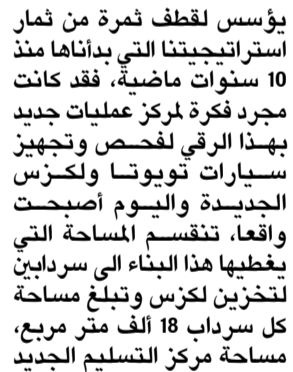 يؤسس لقطف ثمرة من ثمار
استراتيجيتنا التي بدأناها منذ
10 سنوات ماضية، فقد كانت
مجرد فكرة لمركز عمليات جديد
بهذا الرقي لفحص وتجهيز
سيارات تويوتا ولكزس
الجديدة واليوم أصبحت
واقعا، تنقسم المساحة التي
يغطيها هذا البناء الى سردابين
لتخزين لكزس وتبلغ مساحة
كل سرداب 18 ألف متر مربع،
مساحة مركز التسليم الجديد